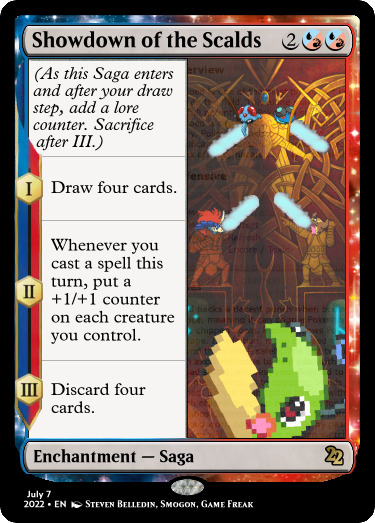 Showdown of the Scalds 2
(As this Saga enters
and after your draw
step, add a lore
counter. Sacrifice
after III.)
I
Draw four cards.
II
Whenever you
cast a spell this
turn, put a
+1/+1 counter
on each creature
you control.
III
Discard four
cards.
Enchantment — Saga
July 7
2022 • EN Steven Belledin, Smogon, Game Freak